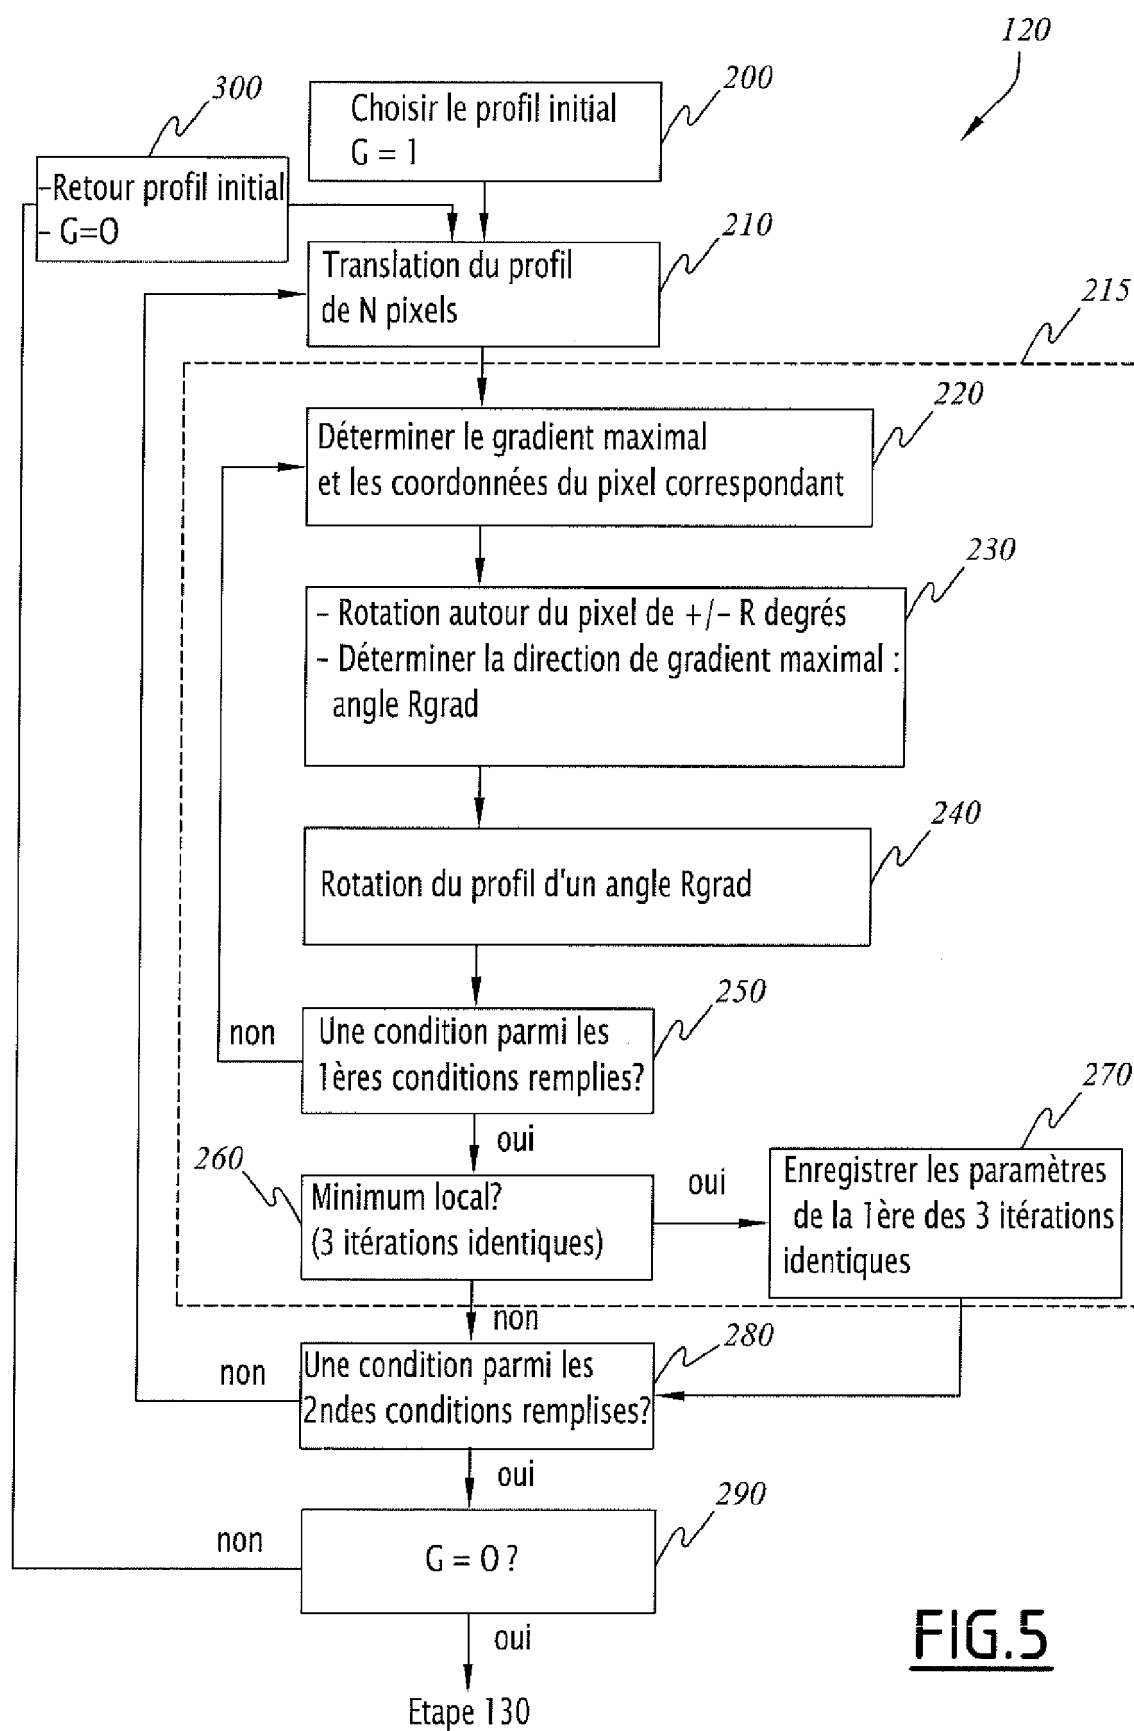 120
300
200
Choisir le profil initial
G = 1
-Retour profil initial
- G=O
210
Translation du profil
de N pixels
215
220
Déterminer le gradient maximal
et les coordonnées du pixel correspondant
230
- Rotation autour du pixel de +/- R degrés
- Déterminer la direction de gradient maximal :
angle Rgrad
240
Rotation du profil d'un angle Rgrad
250
non
Une condition parmi les
1ères conditions remplies?
270
oui
260
Minimum local?
(3 itérations identiques)
oui
Enregistrer les paramètres
de la 1ère des 3 itérations
identiques
non
280
non
Une condition parmi les
2ndes conditions remplises?
oui
290
non
G = O ?
oui
FIG.5
Etape 130